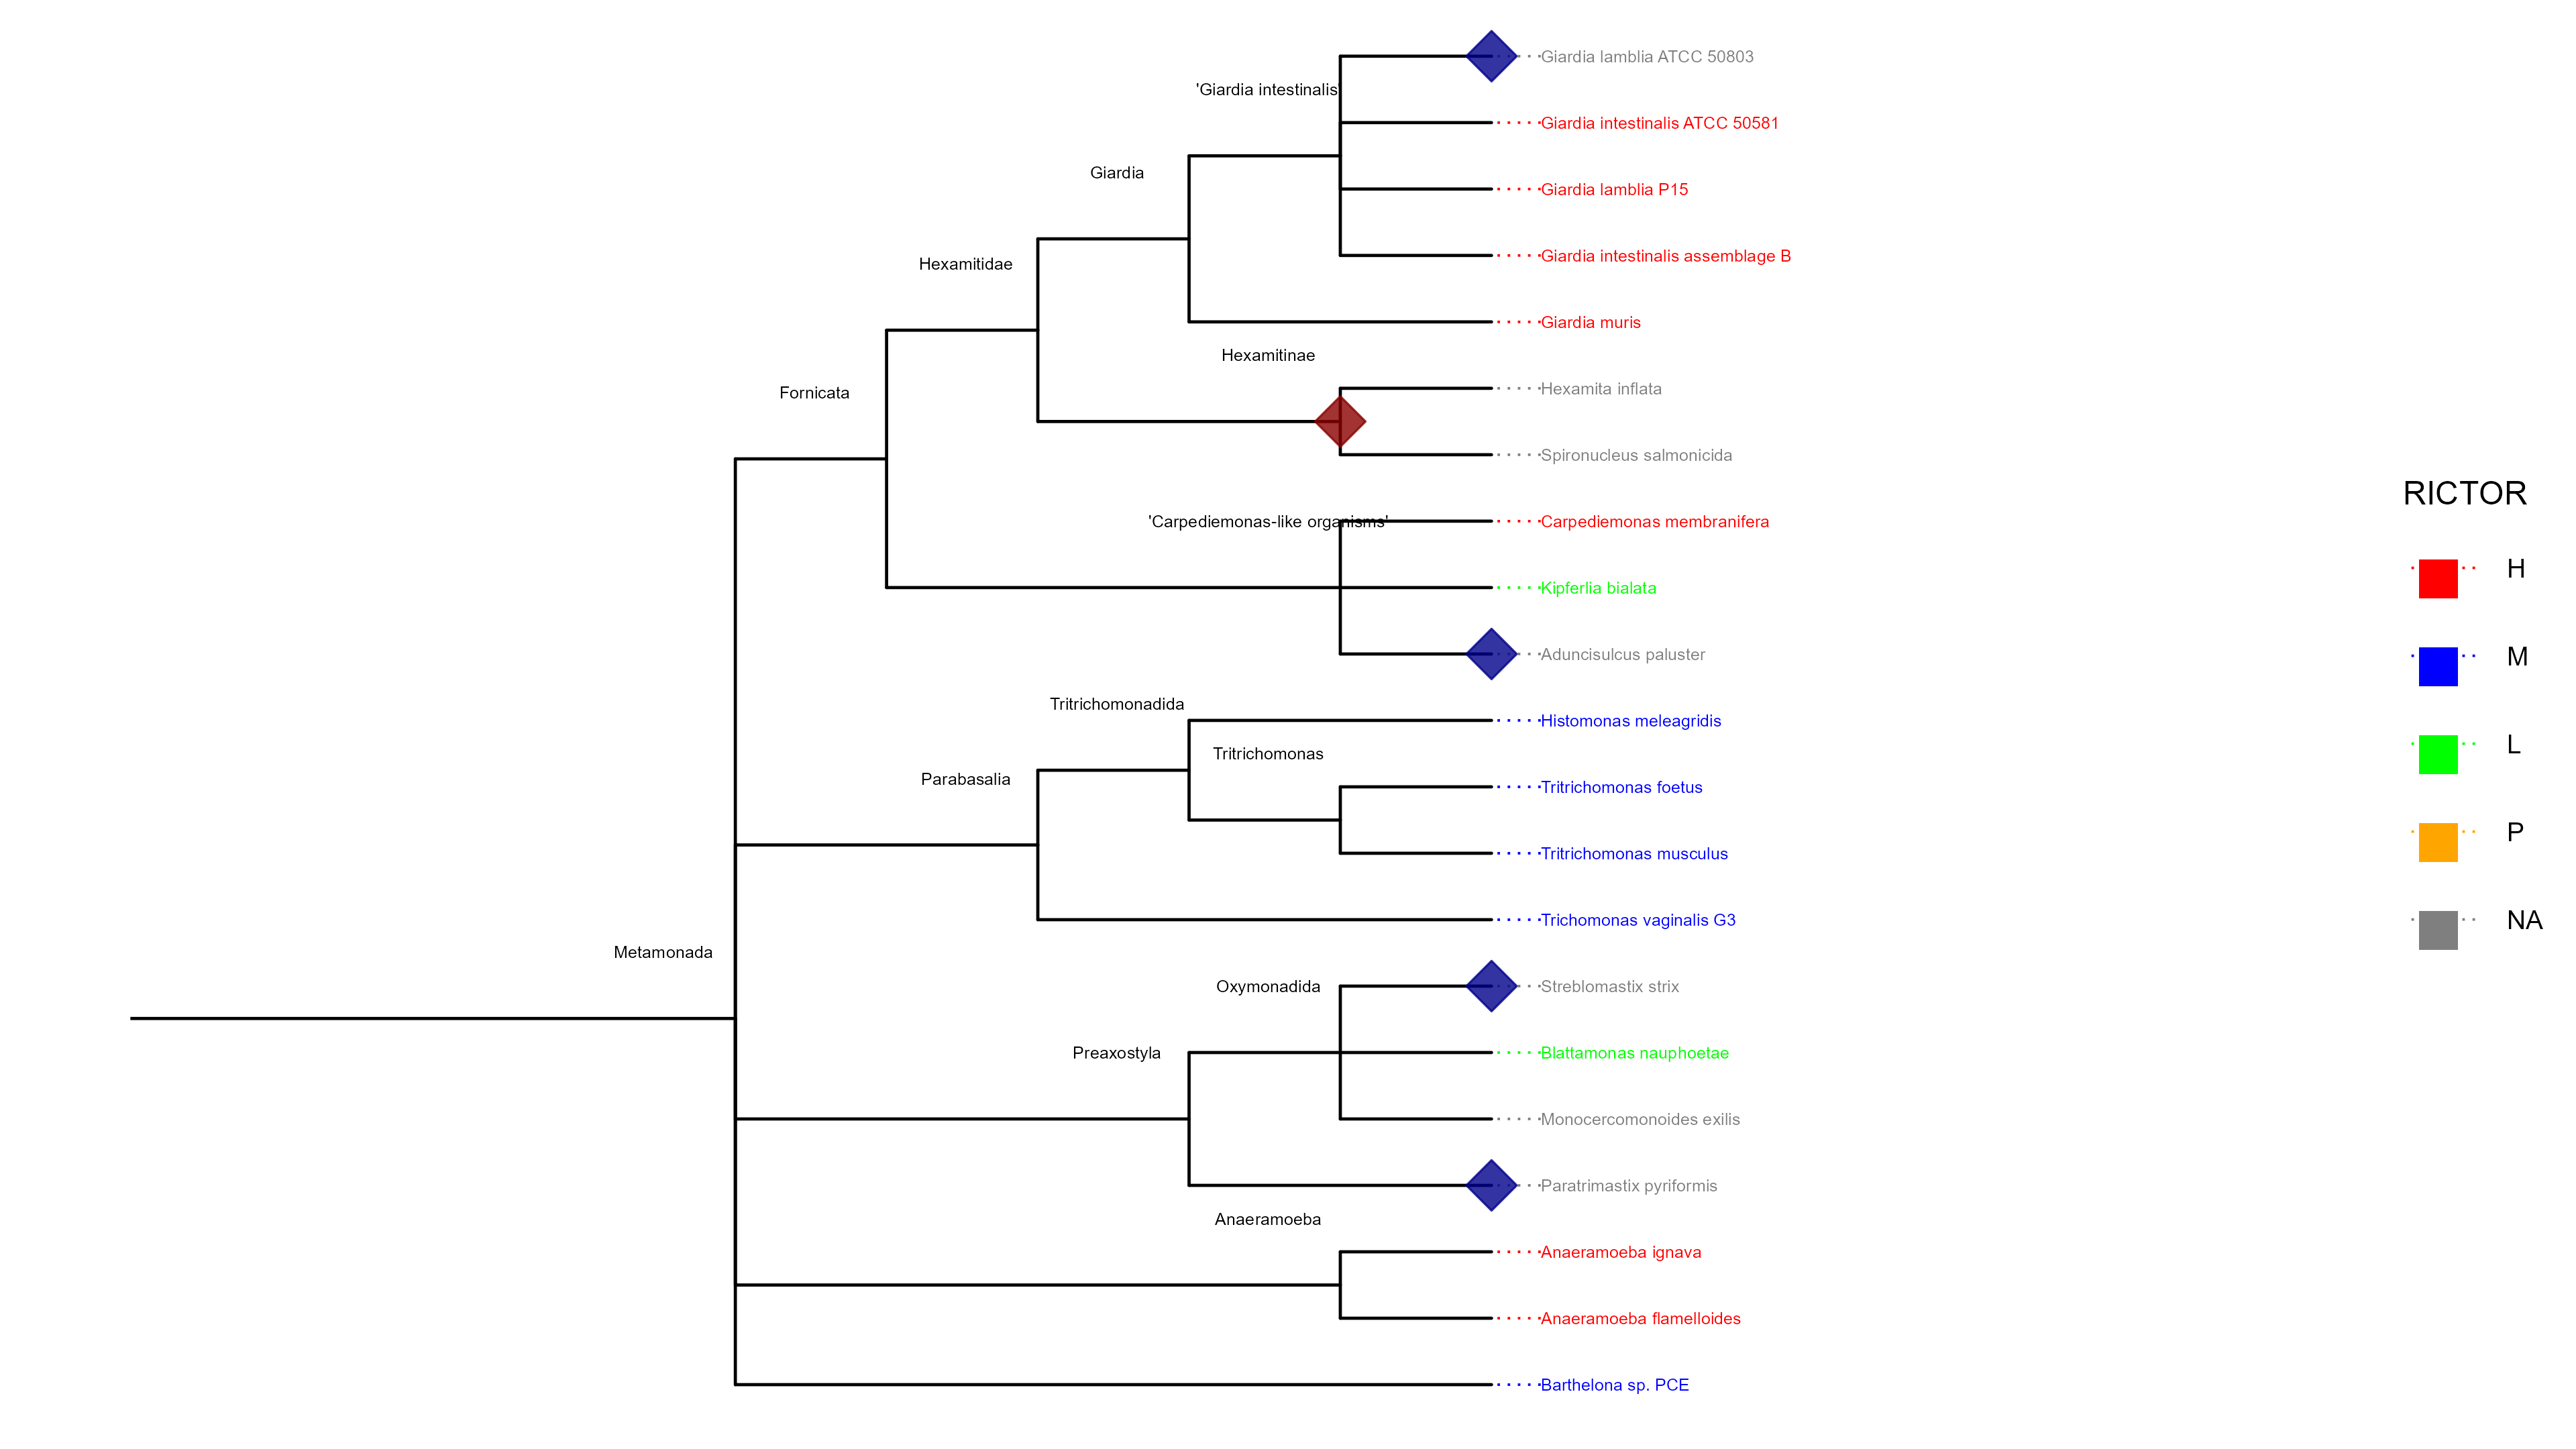 Giardia lamblia ATCC 50803
'Giardia intestinalis'
Giardia intestinalis ATCC 50581
Giardia
Giardia lamblia P15
Hexamitidae
Giardia intestinalis assemblage B
Giardia muris
Hexamitinae
Fornicata
Hexamita inflata
Spironucleus salmonicida
'Carpediemonas-like organisms'
Carpediemonas membranifera
Kipferlia bialata
Aduncisulcus paluster
Tritrichomonadida
Histomonas meleagridis
Tritrichomonas
Parabasalia
Tritrichomonas foetus
Tritrichomonas musculus
Trichomonas vaginalis G3
Metamonada
Oxymonadida
Streblomastix strix
Preaxostyla
Blattamonas nauphoetae
Monocercomonoides exilis
Paratrimastix pyriformis
Anaeramoeba
Anaeramoeba ignava
Anaeramoeba flamelloides
Barthelona sp. PCE
RICTOR
H
M
L
P
NA